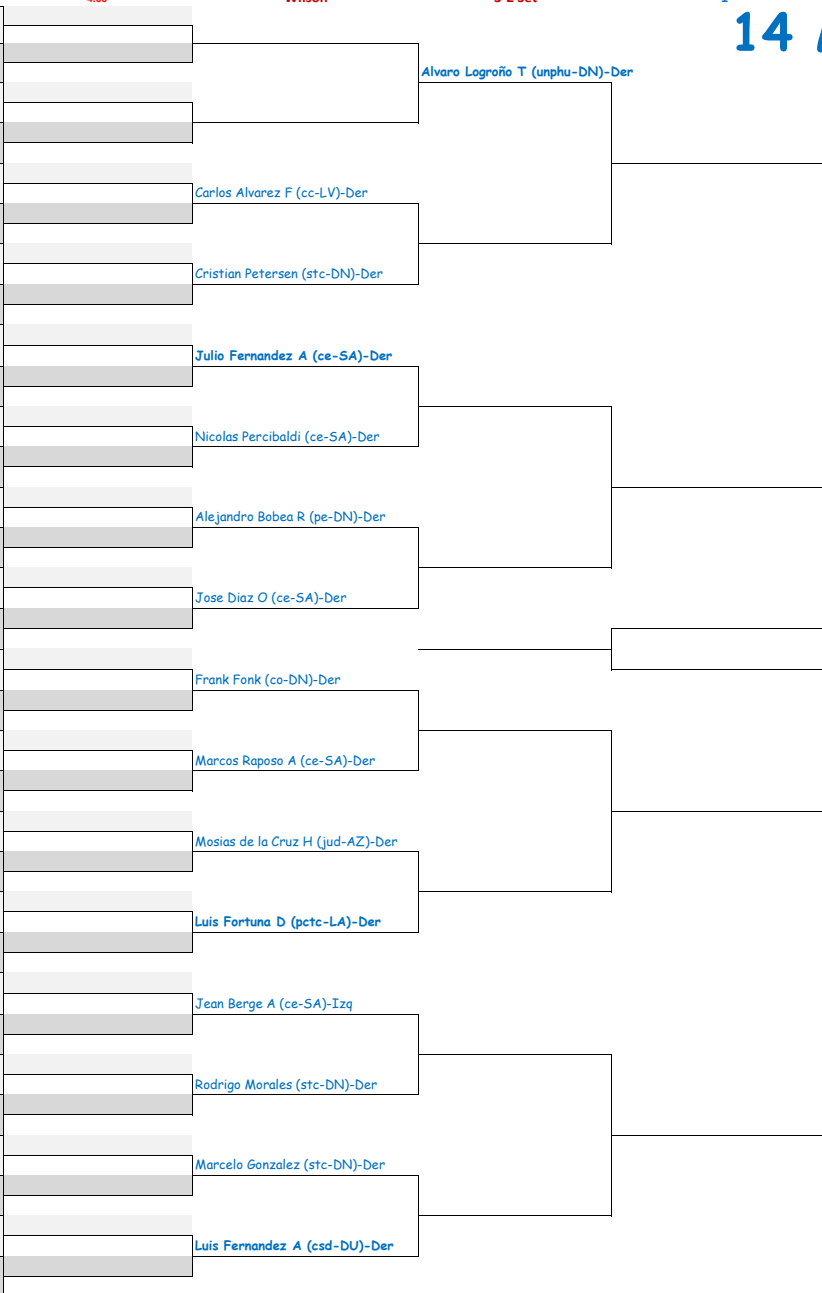 14
Alvaro Logroño T (unphu-DN)-Der
Carlos Alvarez F (cc-LV)-Der
Cristian Petersen (stc-DN)-Der
Julio Fernandez A (ce-SA)-Der
Nicolas Percibaldi (ce-SA)-Der
Alejandro Bobea R (pe-DN)-Der
Jose Diaz O (ce-SA)-Der
Frank Fonk (co-DN)-Der
Marcos Raposo A (ce-SA)-Der
Mosias de la Cruz H (jud-AZ)-Der
Luis Fortuna D (pctc-LA)-Der
Jean Berge A (ce-SA)-Izq
Rodrigo Morales (stc-DN)-Der
Marcelo Gonzalez (stc-DN)-Der
Luis Fernandez A (csd-DU)-Der